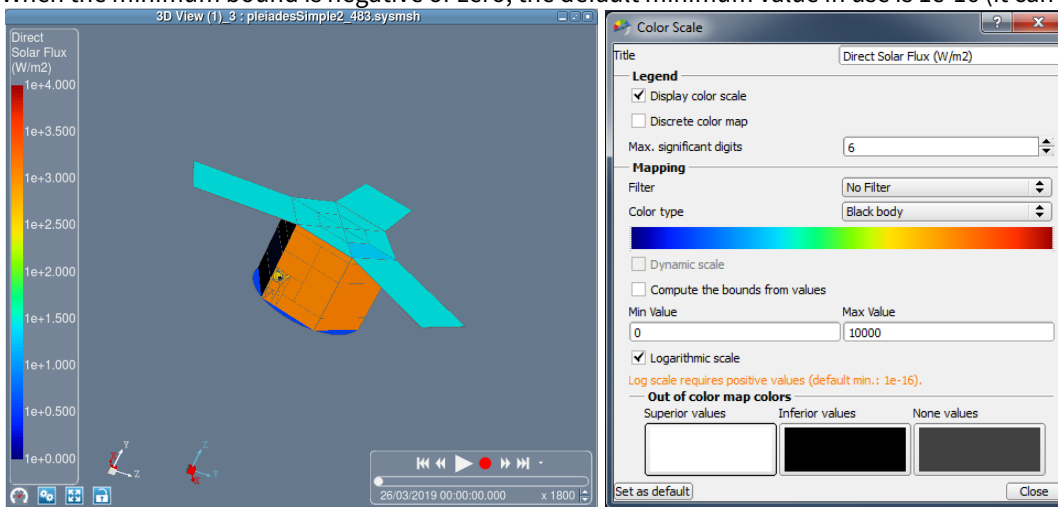 When the minimum bound is negative or zero, the default minimum value in use is 1e-16 (it can
3D View (1)_3 : pleiadesSimple2_483.sysmsh
Direct
Solar Flux
(W/m2)
1e+4.000
1e+3.500
1e+3.000
1e+2.500
1e+2.000
1e+1.500
1e+1.000
1e+0.500
1e+0.000
Y
Z
X
Z
Y
X
26/03/2019 00:00:00.000
x 1800
Color Scale
Title
Direct Solar Flux (W/m2)
Legend
Display color scale
Discrete color map
Max. significant digits
6
Mapping
Filter
No Filter
Color type
Black body
Dynamic scale
Compute the bounds from values
Min Value
Max Value
0
10000
Logarithmic scale
Log scale requires positive values (default min.: 1e-16).
Out of color map colors
Superior values
Inferior values
None values
Set as default
Close